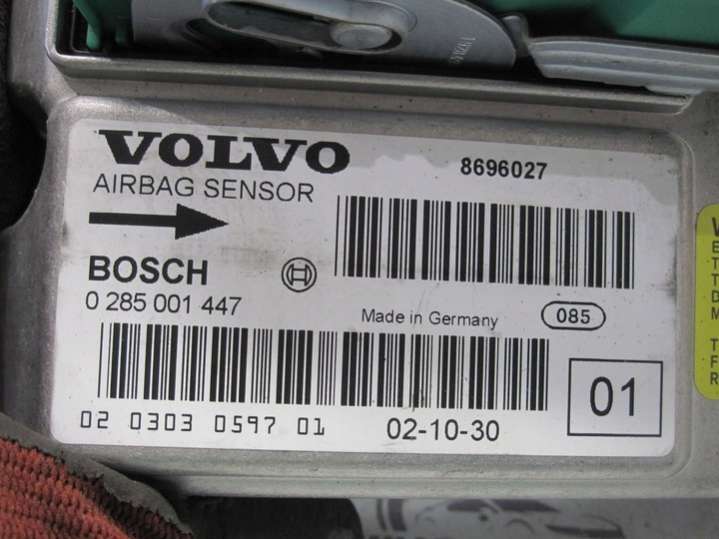 VOLVO
8696027
AIRBAG SENSOR
BOSCH
0 285 001 447
Made in Germany
085
01
02 0303 0597 01
02-10-30